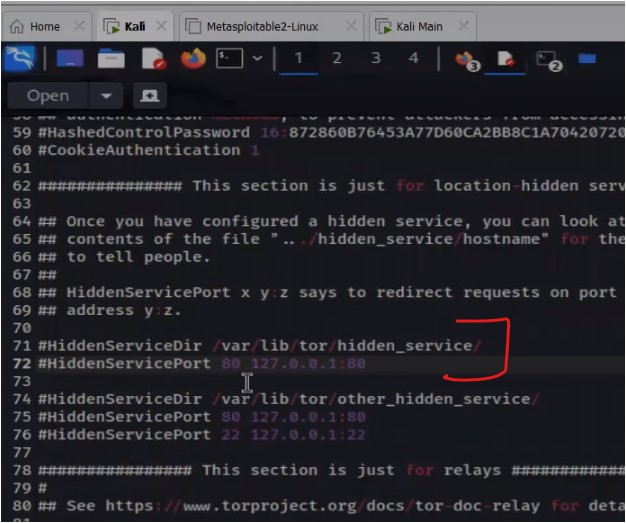 Home Kali Metasploitable2-Linux Kali Main
1 2 3 4 2
Open
58 ## authentication methods, to prevent attackers from accessin
59 #HashedControlPassword 16:872860B76453A77D60CA2BB8C1A70420720
60 #CookieAuthentication 1
61
62 ############### This section is just for location-hidden serv
63
64 ## Once you have configured a hidden service, you can look at
65 ## contents of the file ".../hidden_service/hostname" for the
66 ## to tell people.
67 ##
68 ## HiddenServicePort x y:z says to redirect requests on port
69 ## address y:z.
70
71 #HiddenServiceDir /var/lib/tor/hidden_service/
72 #HiddenServicePort 80 127.0.0.1:80
73
74 #HiddenServiceDir /var/lib/tor/other_hidden_service/
75 #HiddenServicePort 80 127.0.0.1:80
76 #HiddenServicePort 22 127.0.0.1:22
77
78 ################ This section is just for relays ############
79 #
80 ## See https://www.torproject.org/docs/tor-doc-relay for deta